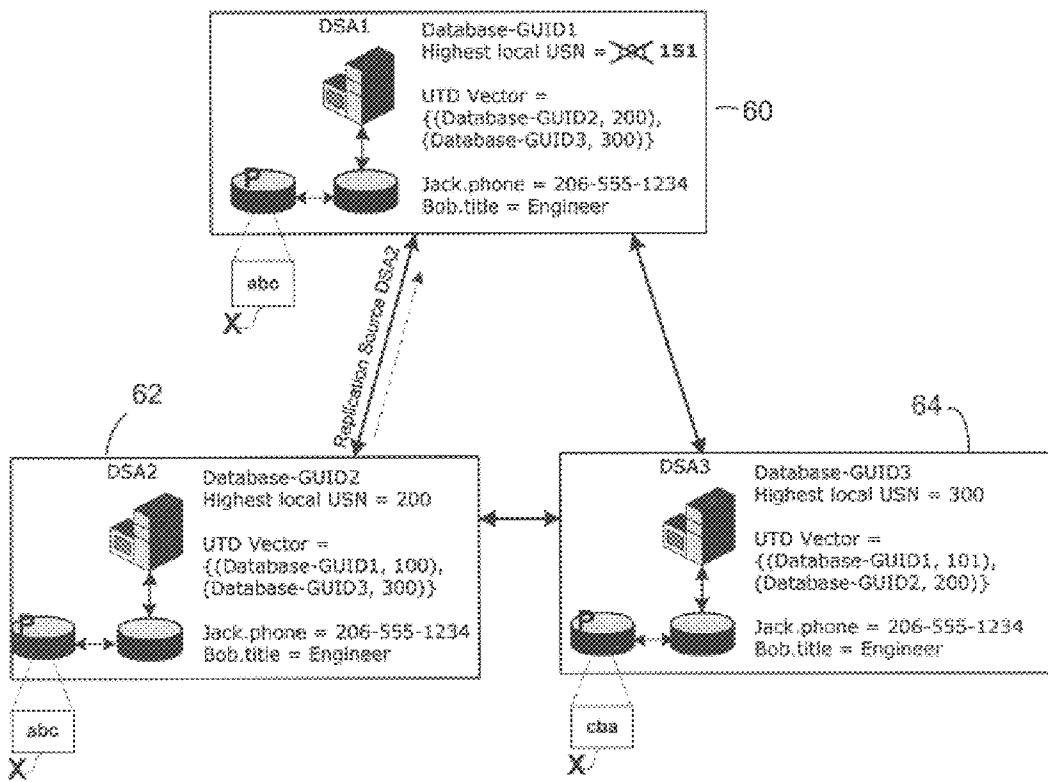 60
DSA1
Database-GUID1
Highest local USN = 151
UTD Vector =
{(Database-GUID2, 200),
(Database-GUID3, 300)}
P
Jack.phone = 206-555-1234
Bob.title = Engineer
abc
X
Replication Source DSA2
62
DSA2
Database-GUID2
Highest local USN = 200
UTD Vector =
{(Database-GUID1, 100),
(Database-GUID3, 300)}
P
Jack.phone = 206-555-1234
Bob.title = Engineer
abc
X
64
DSA3
Database-GUID3
Highest local USN = 300
UTD Vector =
{(Database-GUID1, 101),
(Database-GUID2, 200)}
P
Jack.phone = 206-555-1234
Bob.title = Engineer
cba
X